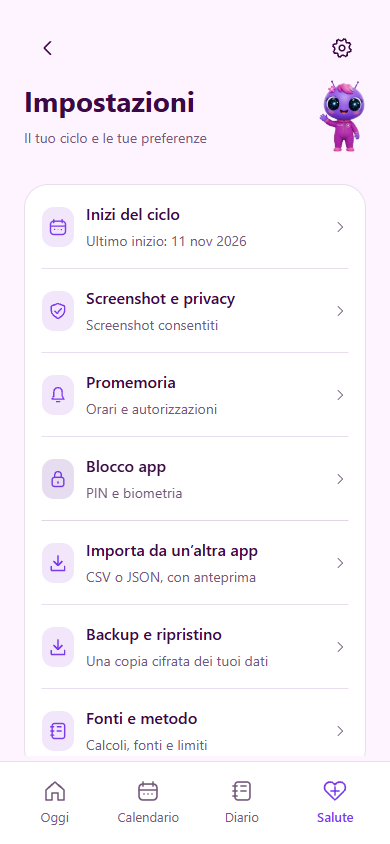 Impostazioni
Il tuo ciclo e le tue preferenze
Inizi del ciclo
Ultimo inizio: 11 nov 2026
Screenshot e privacy
Screenshot consentiti
Promemoria
Orari e autorizzazioni
Blocco app
PIN e biometria
Importa da un’altra app
CSV o JSON, con anteprima
Backup e ripristino
Una copia cifrata dei tuoi dati
Fonti e metodo
Calcoli, fonti e limiti
Oggi
Calendario
Diario
Salute